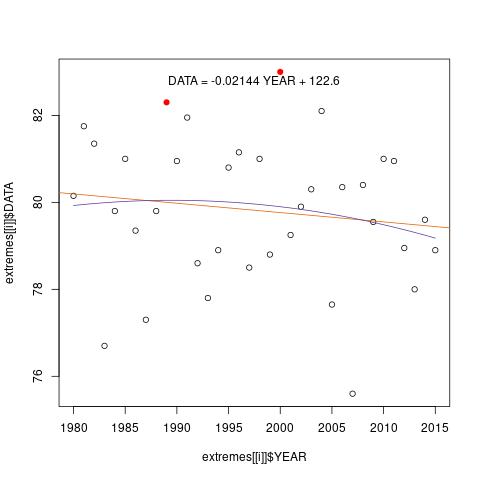 DATA = -0.02144 YEAR + 122.6
82
80
78
76
extremes[[i]]$DATA
1980 1985 1990 1995 2000 2005 2010 2015
extremes[[i]]$YEAR